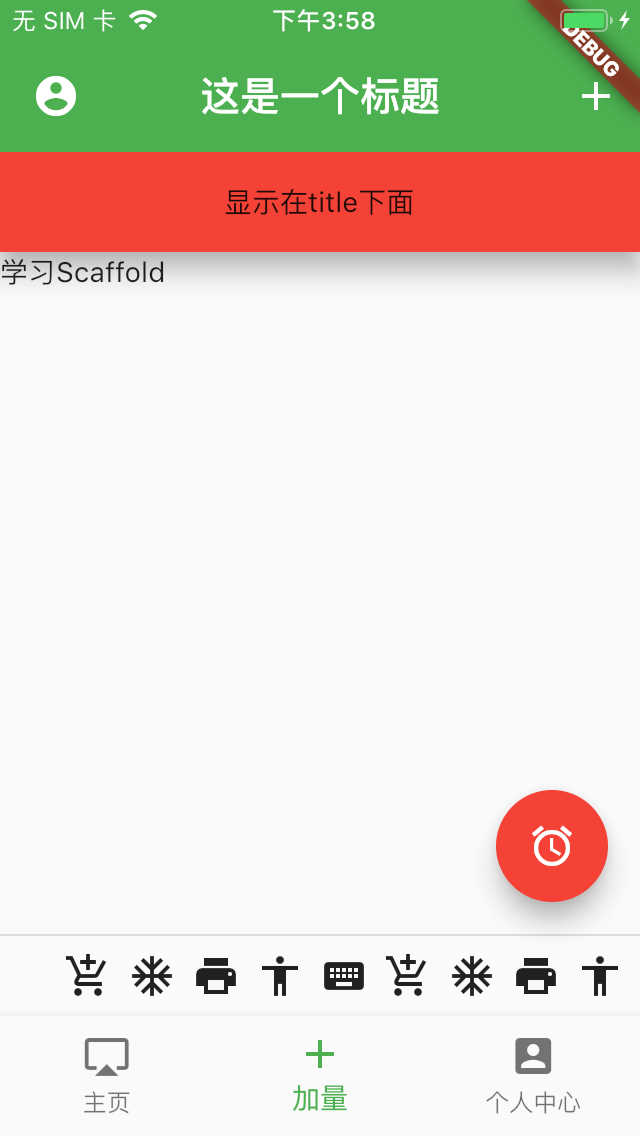 无 SIM 卡 下午3:58
DEBUG
这是一个标题
显示在title下面
学习Scaffold
主页 加量 个人中心